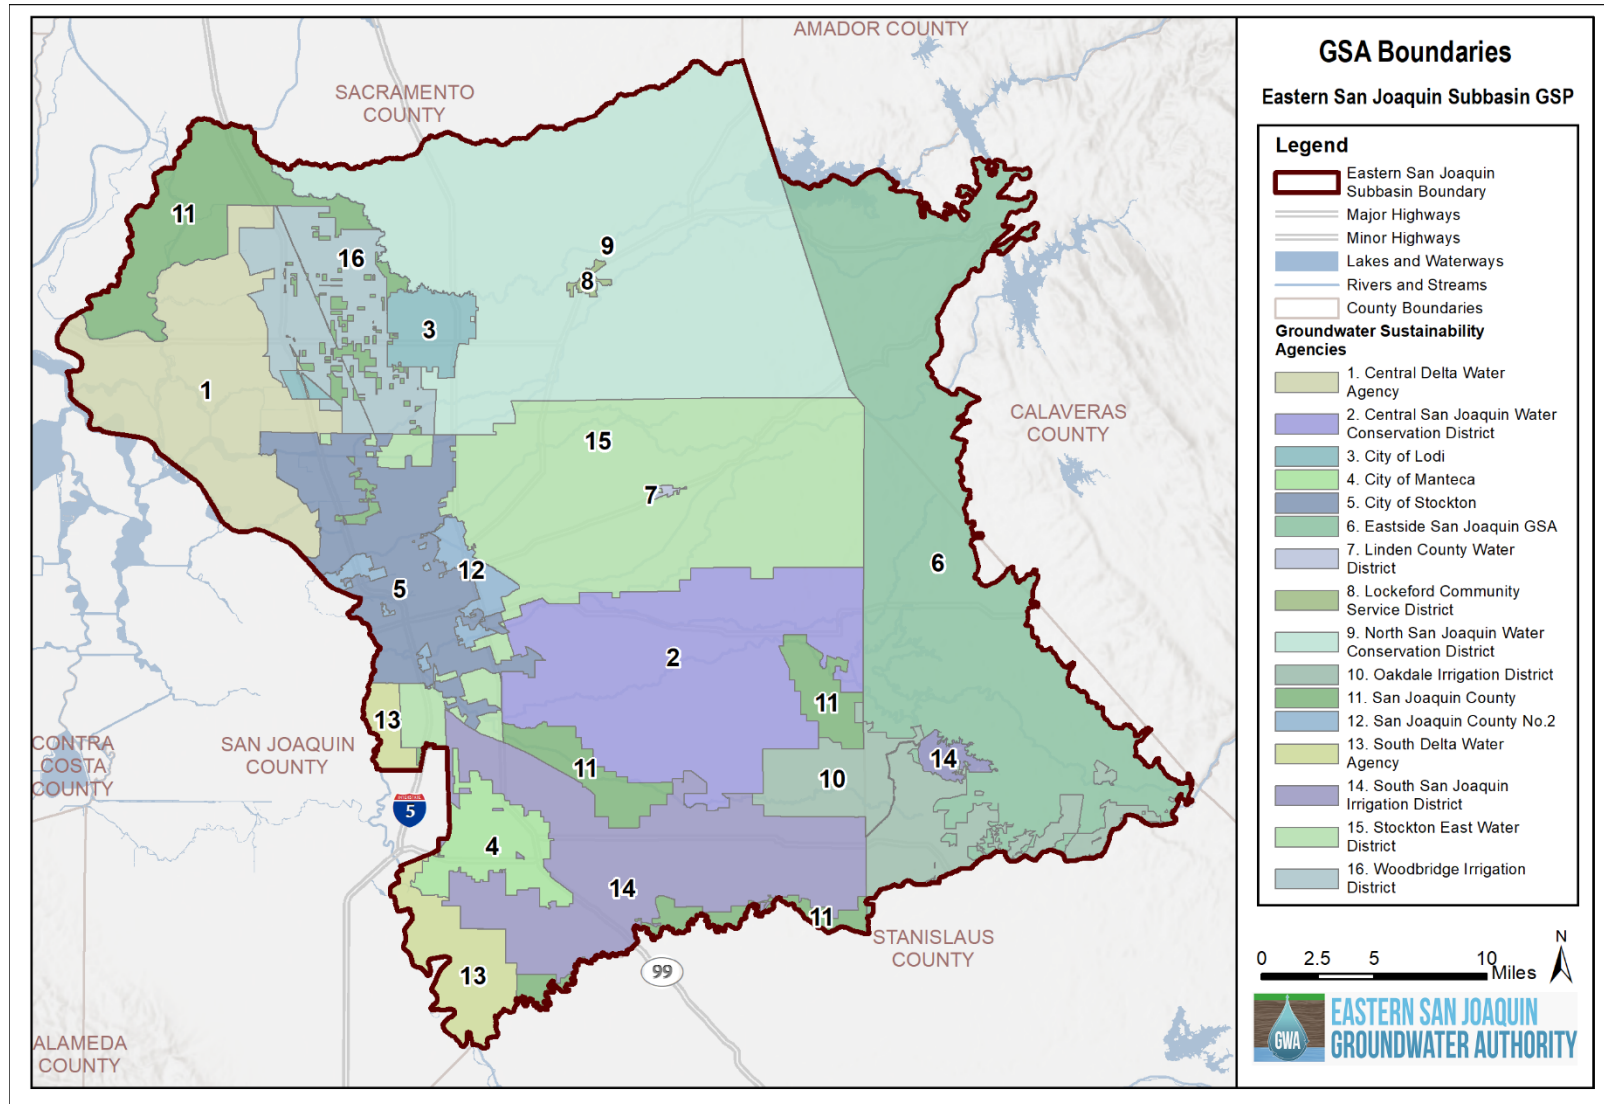 AMADOR COUNTY
SACRAMENTO
COUNTY
11
16
9
8
3
1
15
7
CALAVERAS
COUNTY
6
12
5
2
11
13
CONTRA
COSTA
COUNTY
SAN JOAQUIN
COUNTY
11
10
14
5
4
14
11
STANISLAUS
COUNTY
99
13
ALAMEDA
COUNTY
GSA Boundaries
Eastern San Joaquin Subbasin GSP
Legend
Eastern San Joaquin
Subbasin Boundary
Major Highways
Minor Highways
Lakes and Waterways
Rivers and Streams
County Boundaries
Groundwater Sustainability
Agencies
1. Central Delta Water
Agency
2. Central San Joaquin Water
Conservation District
3. City of Lodi
4. City of Manteca
5. City of Stockton
6. Eastside San Joaquin GSA
7. Linden County Water
District
8. Lockeford Community
Service District
9. North San Joaquin Water
Conservation District
10. Oakdale Irrigation District
11. San Joaquin County
12. San Joaquin County No.2
13. South Delta Water
Agency
14. South San Joaquin
Irrigation District
15. Stockton East Water
District
16. Woodbridge Irrigation
District
N
0 2.5 5 10
Miles
GWA
EASTERN SAN JOAQUIN
GROUNDWATER AUTHORITY